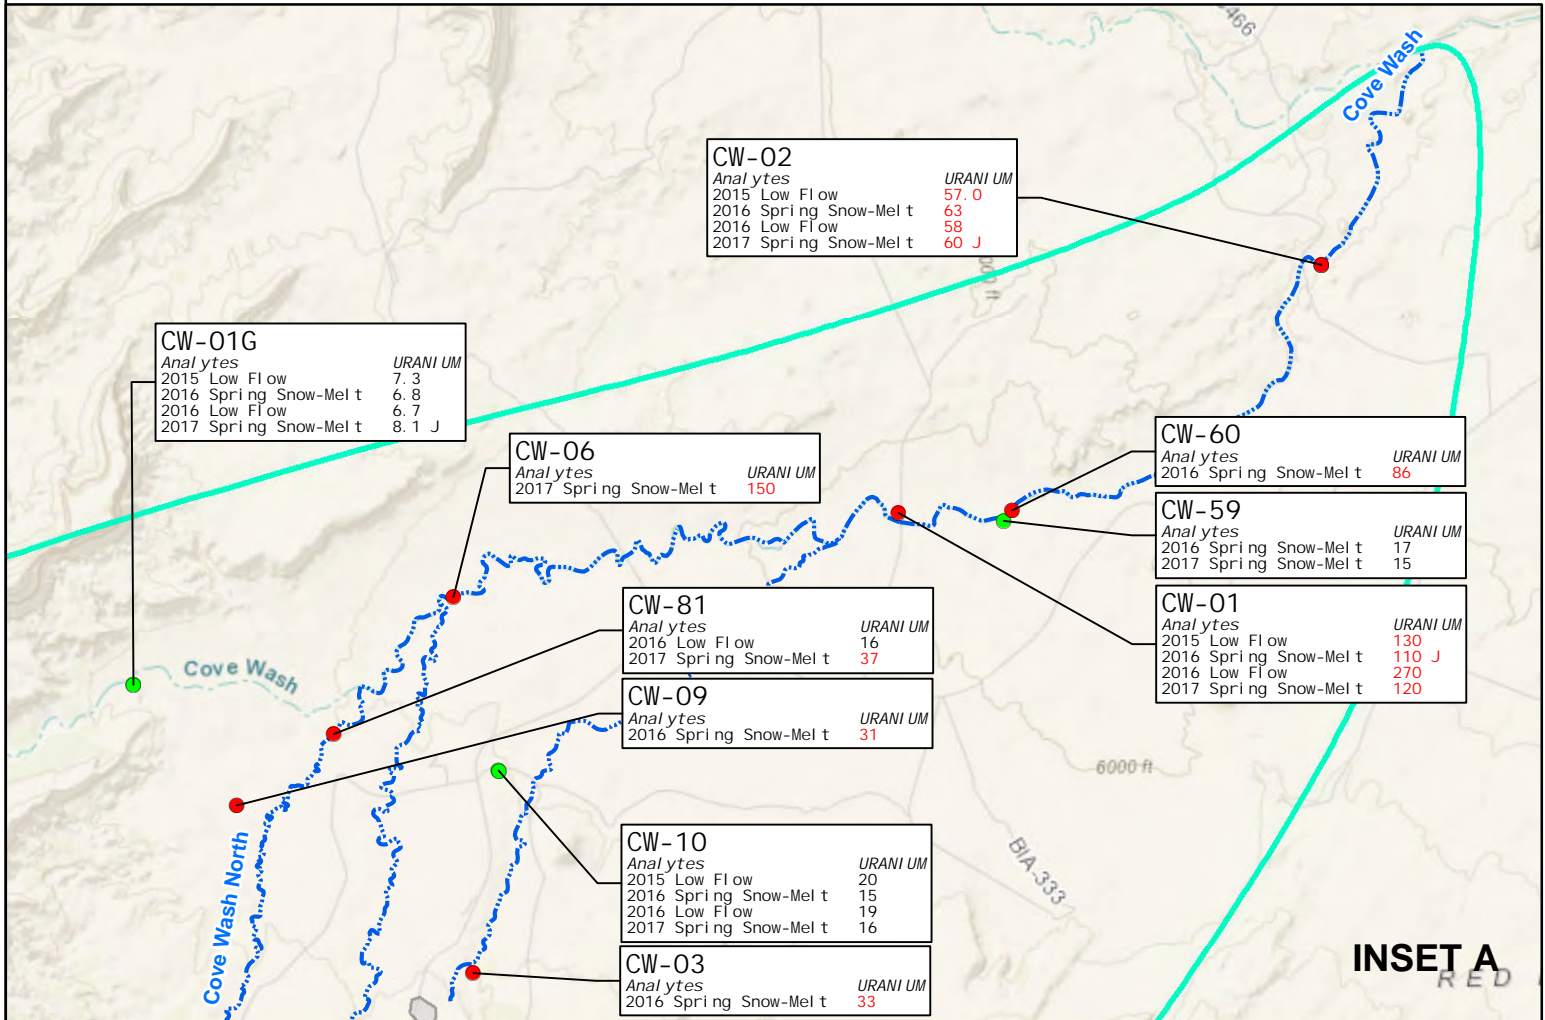 466
Cove Wash
CW-02
Analytes URANIUM
2015 Low Flow 57.0
2016 Spring Snow-Melt 63
2016 Low Flow 58
2017 Spring Snow-Melt 60 J
CW-01G
Analytes URANIUM
2015 Low Flow 7.3
2016 Spring Snow-Melt 6.8
2016 Low Flow 6.7
2017 Spring Snow-Melt 8.1 J
CW-06
Analytes URANIUM
2017 Spring Snow-Melt 150
CW-60
Analytes URANIUM
2016 Spring Snow-Melt 86
CW-59
Analytes URANIUM
2016 Spring Snow-Melt 17
2017 Spring Snow-Melt 15
CW-01
Analytes URANIUM
2015 Low Flow 130
2016 Spring Snow-Melt 110 J
2016 Low Flow 270
2017 Spring Snow-Melt 120
CW-81
Analytes URANIUM
2016 Low Flow 16
2017 Spring Snow-Melt 37
Cove Wash
CW-09
Analytes URANIUM
2016 Spring Snow-Melt 31
6000 ft
CW-10
Analytes URANIUM
2015 Low Flow 20
2016 Spring Snow-Melt 15
2016 Low Flow 19
2017 Spring Snow-Melt 16
BIA-333
Cove Wash North
CW-03
Analytes URANIUM
2016 Spring Snow-Melt 33
INSET A
RED